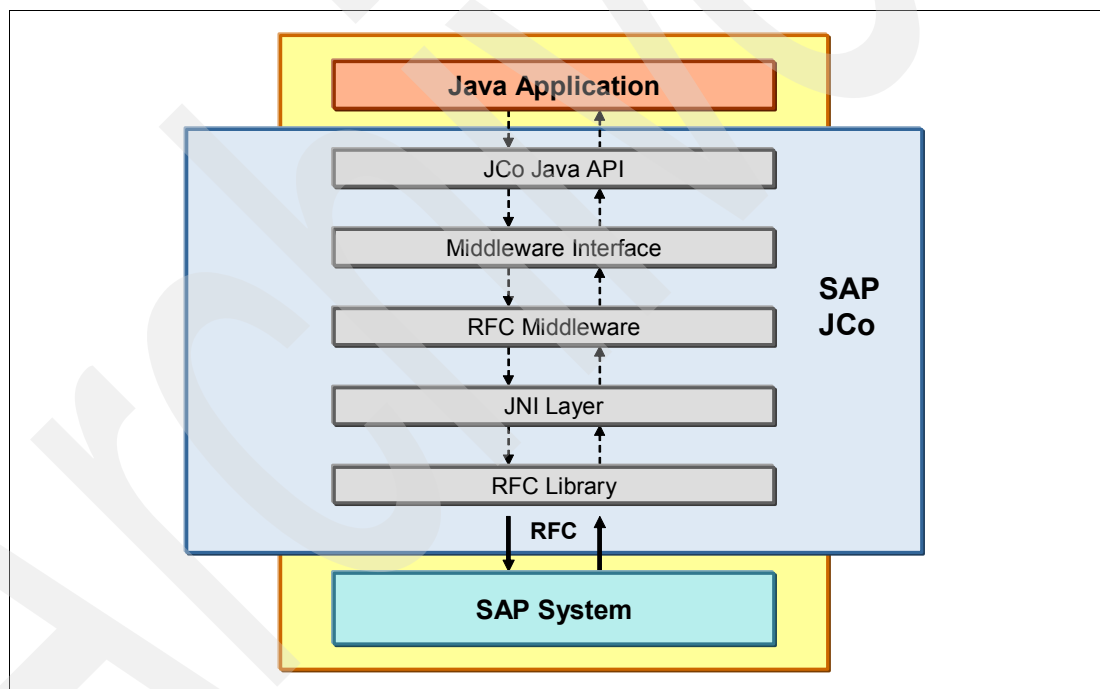 Java Application
JCo Java API
Middleware Interface
RFC Middleware
SAP
JCo
JNI Layer
RFC Library
RFC
SAP System